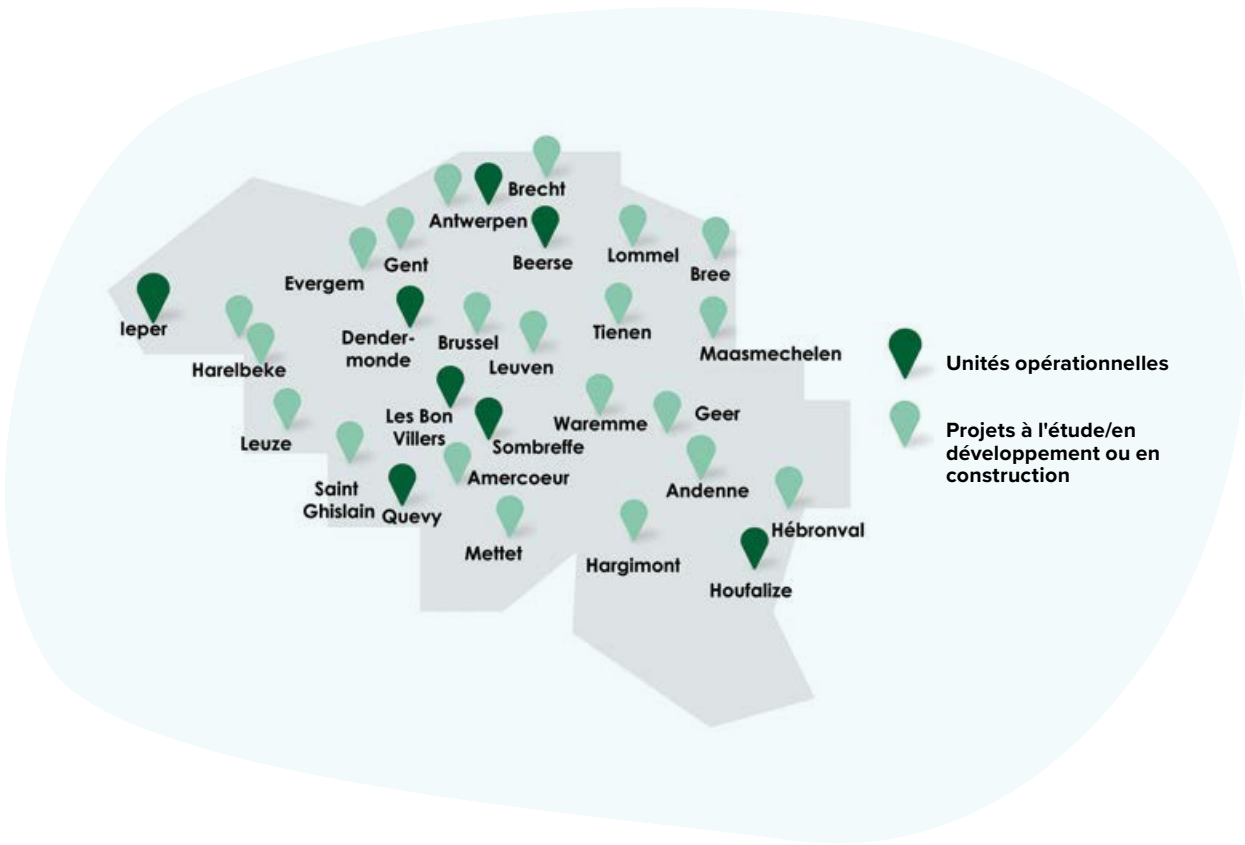 Brecht
Antwerpen
Beerse
Lommel
Bree
Gent
Evergem
Ieper
Harelbeke
Dender-
monde
Brussel
Leuven
Tienen
Maasmechelen
Leuze
Les Bon
Villers
Sombreffe
Waremme
Geer
Saint
Ghislain
Quevy
Amercoeur
Andenne
Mettet
Hargimont
Hébronval
Houfalize
Unités opérationnelles
Projets à l'étude/en
développement ou en
construction